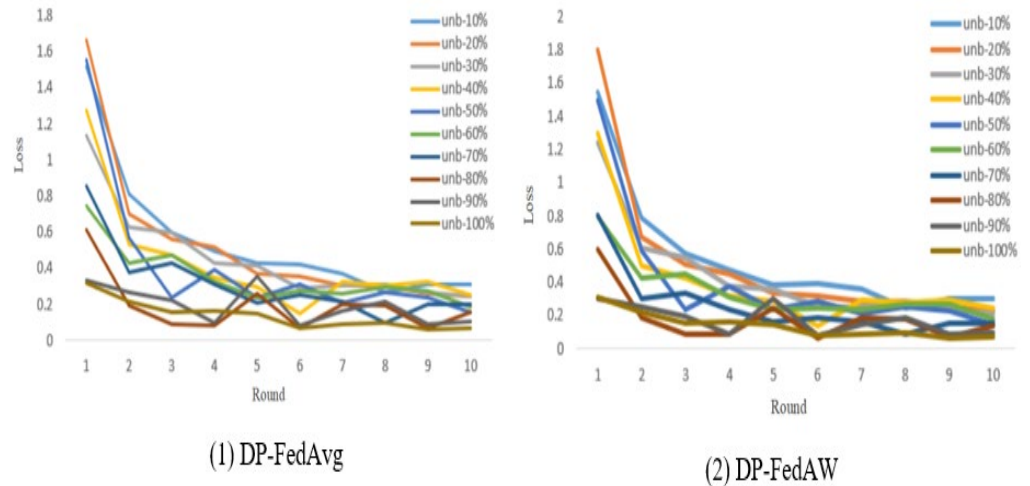 1.8
1.6
1.4
1.2
1
0.8
0.6
0.4
0.2
0
Loss
1 2 3 4 5 6 7 8 9 10
Round
unb-10%
unb-20%
unb-30%
unb-40%
unb-50%
unb-60%
unb-70%
unb-80%
unb-90%
unb-100%
(1) DP-FedAvg
2
1.8
1.6
1.4
1.2
1
0.8
0.6
0.4
0.2
0
Loss
1 2 3 4 5 6 7 8 9 10
Round
unb-10%
unb-20%
unb-30%
unb-40%
unb-50%
unb-60%
unb-70%
unb-80%
unb-90%
unb-100%
(2) DP-FedAW